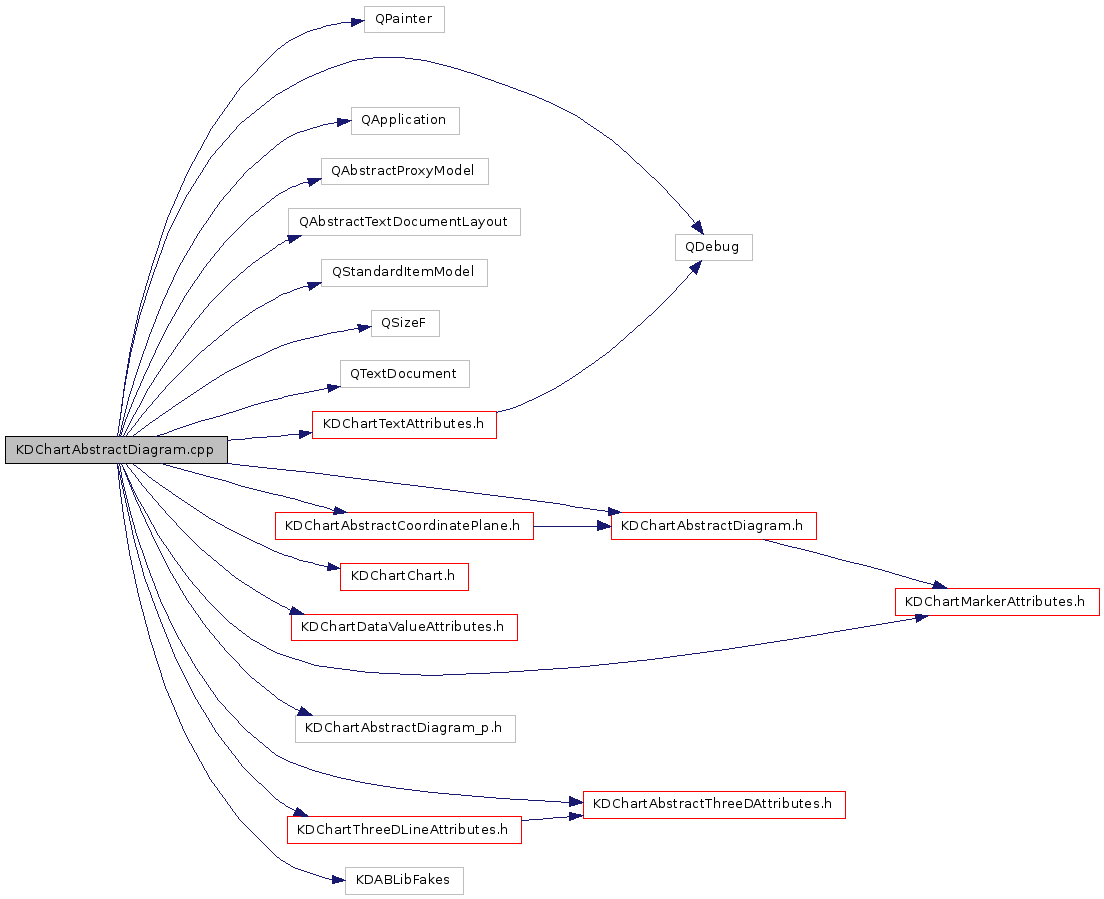 QPainter
QApplication
QAbstractProxyModel
QAbstractTextDocumentLayout
QDebug
QStandardItemModel
QSizeF
QTextDocument
KDChartTextAttributes.h
KDChartAbstractDiagram.cpp
KDChartAbstractCoordinatePlane.h
KDChartAbstractDiagram.h
KDChartChart.h
KDChartMarkerAttributes.h
KDChartDataValueAttributes.h
KDChartAbstractDiagram_p.h
KDChartAbstractThreeDAttributes.h
KDChartThreeDLineAttributes.h
KDABLibFakes